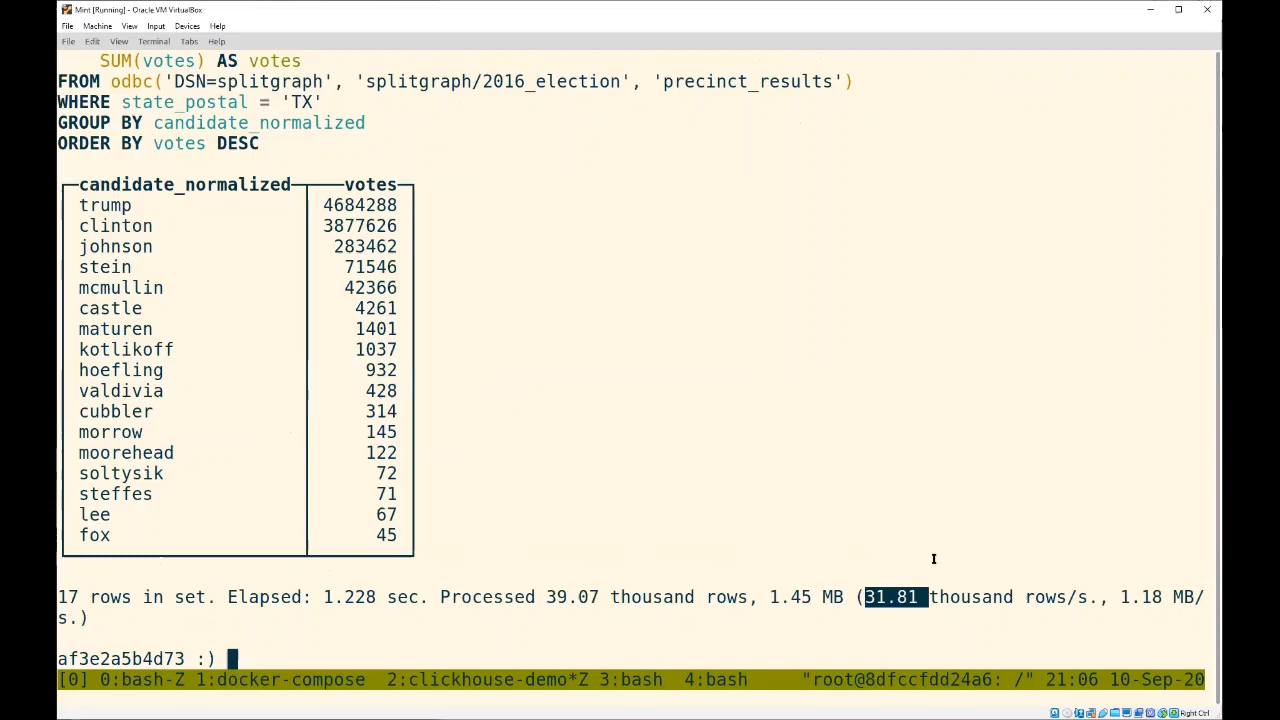 Mint [Running] - Oracle VM VirtualBox
File Machine View Input Devices Help
File Edit View Terminal Tabs Help
SUM(votes) AS votes
FROM odbc('DSN=splitgraph', 'splitgraph/2016_election', 'precinct_results')
WHERE state_postal = 'TX'
GROUP BY candidate_normalized
ORDER BY votes DESC
candidate_normalized votes
trump 4684288
clinton 3877626
johnson 283462
stein 71546
mcmullin 42366
castle 4261
maturen 1401
kotlikoff 1037
hoefling 932
valdivia 428
cubbler 314
morrow 145
moorehead 122
soltysik 72
steffes 71
lee 67
fox 45
17 rows in set. Elapsed: 1.228 sec. Processed 39.07 thousand rows, 1.45 MB (31.81 thousand rows/s., 1.18 MB/
s.)
af3e2a5b4d73 :)
[0] 0:bash-Z 1:docker-compose 2:clickhouse-demo*Z 3:bash 4:bash "root@8dfccfdd24a6: /" 21:06 10-Sep-20
Right Ctrl